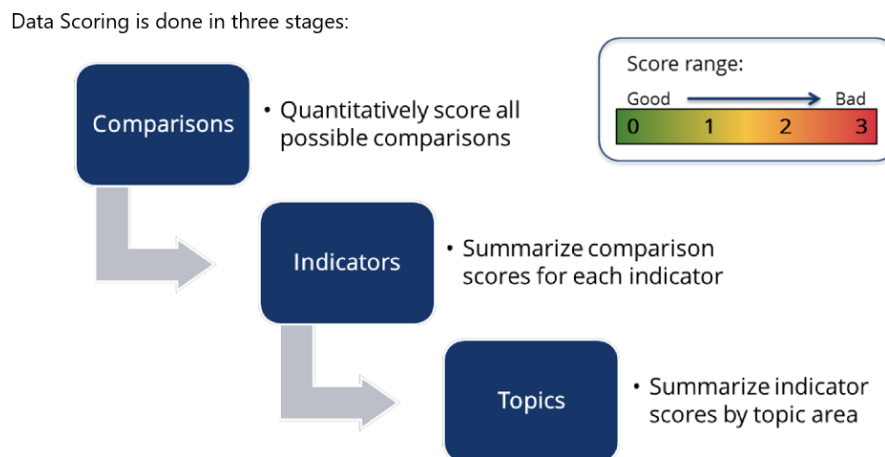 Data Scoring is done in three stages:
Score range:
Good Bad
0 1 2 3
Comparisons
• Quantitatively score all
possible comparisons
Indicators
• Summarize comparison
scores for each indicator
Topics
• Summarize indicator
scores by topic area